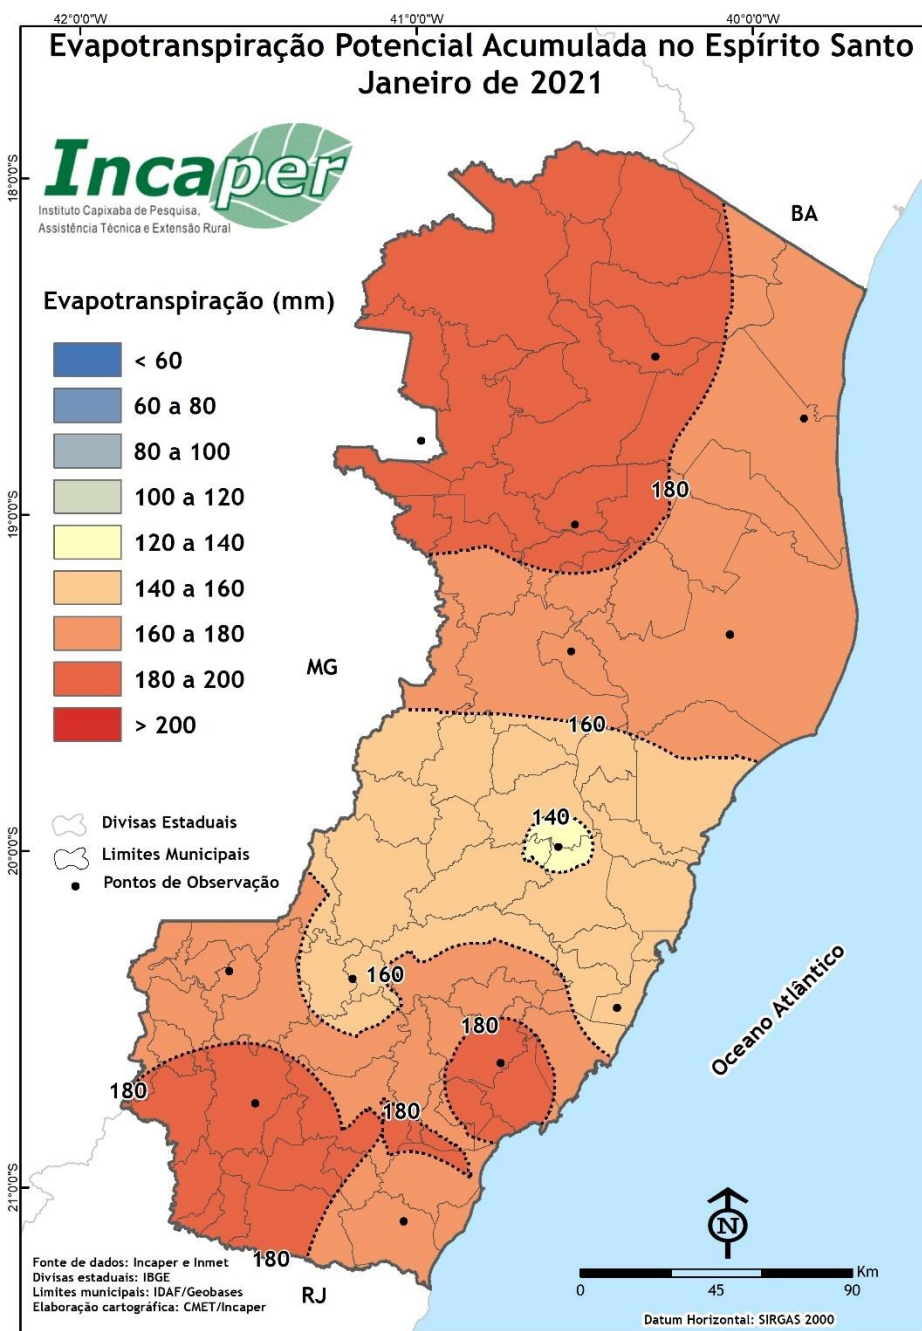 42°0'0"W
41°0'0"W
40°0'0"W
Evapotranspiração Potencial Acumulada no Espírito Santo
Janeiro de 2021
Incaper
Instituto Capixaba de Pesquisa,
Assistência Técnica e Extensão Rural
18°0'0"S
BA
Evapotranspiração (mm)
< 60
60 a 80
80 a 100
100 a 120
120 a 140
140 a 160
160 a 180
180 a 200
> 200
180
19°0'0"S
MG
160
140
Divisas Estaduais
Limites Municipais
Pontos de Observação
20°0'0"S
160
180
180
180
Oceano Atlântico
21°0'0"S
180
N
Fonte de dados: Incaper e Inmet
Divisas estaduais: IBGE
Limites municipais: IDAF/Geobases
Elaboração cartográfica: CMET/Incaper
RJ
Km
0 45 90
Datum Horizontal: SIRGAS 2000